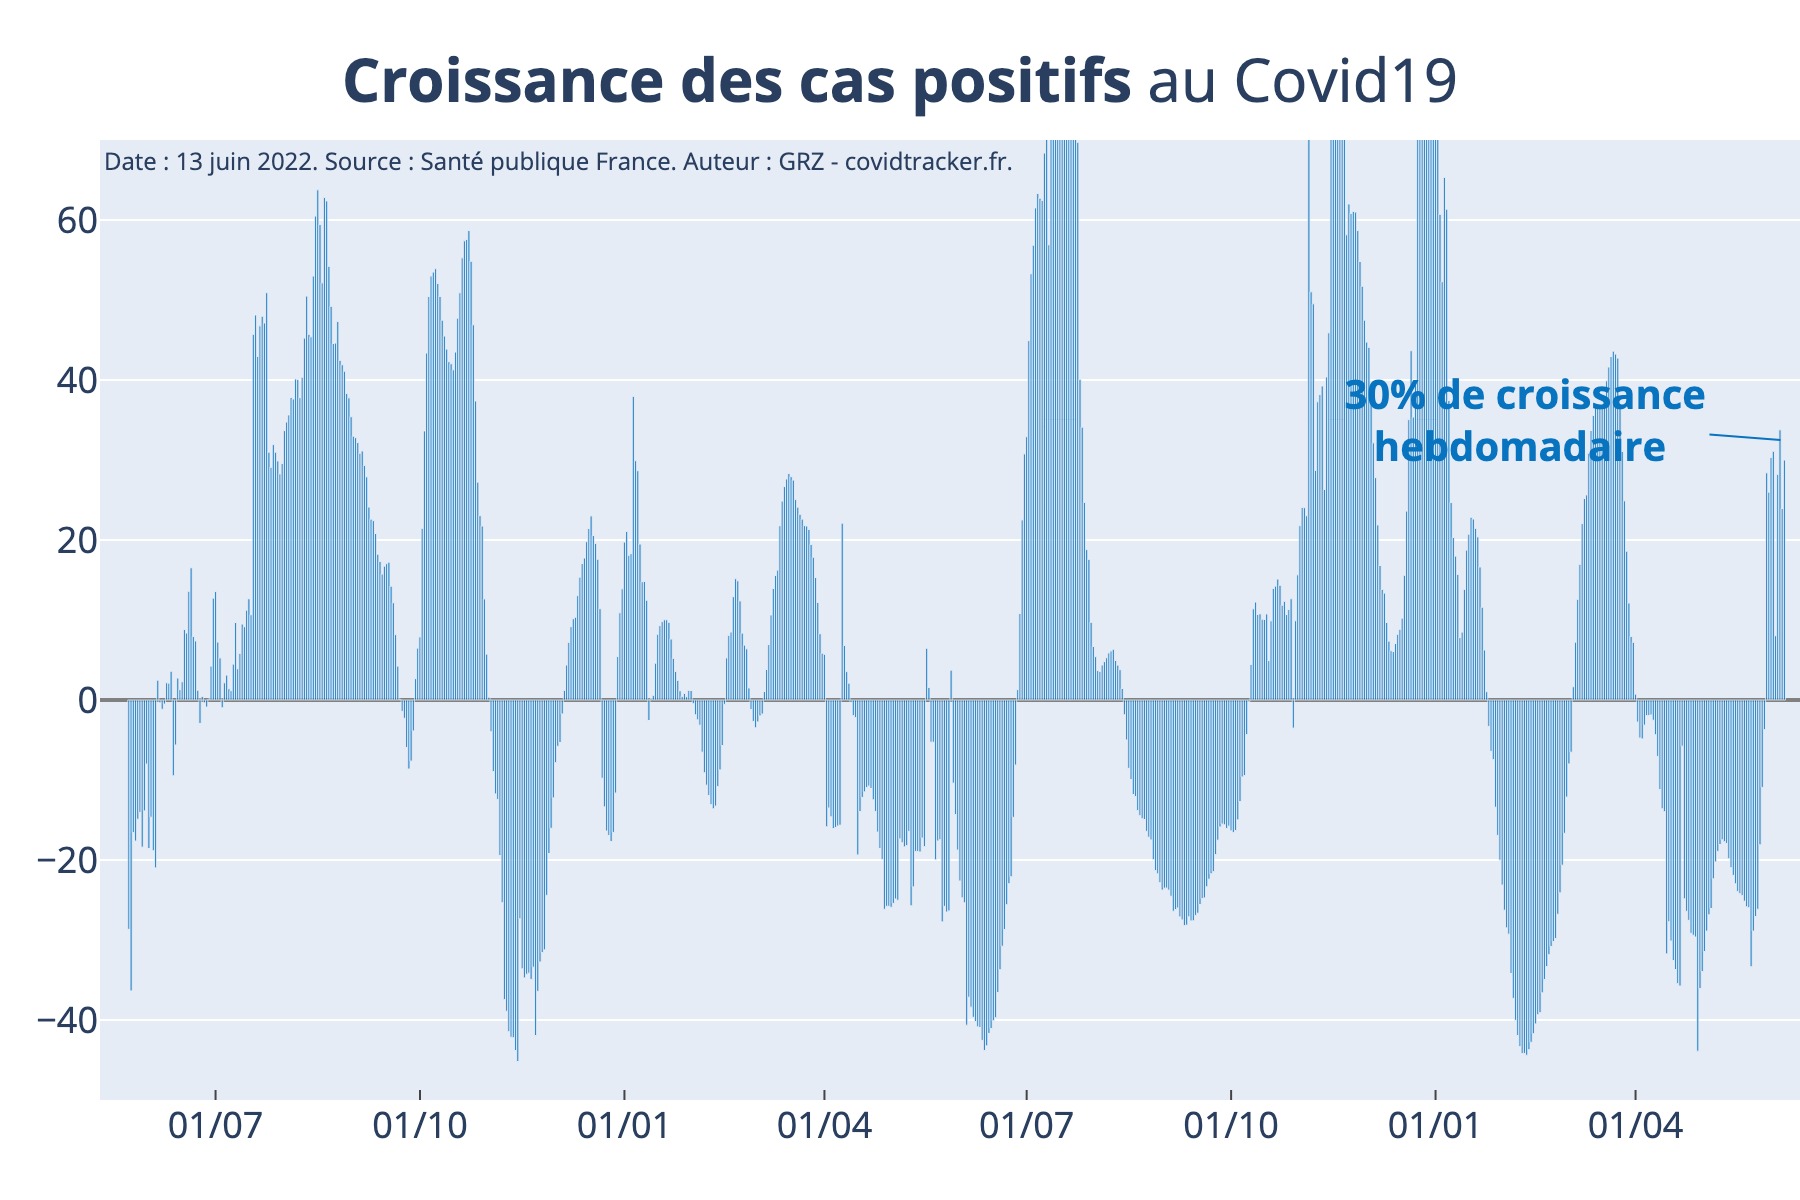 Croissance des cas positifs au Covid19
Date : 13 juin 2022. Source : Santé publique France. Auteur : GRZ - covidtracker.fr.
60
40
30% de croissance
hebdomadaire
20
0
−20
−40
01/07 01/10 01/01 01/04 01/07 01/10 01/01 01/04